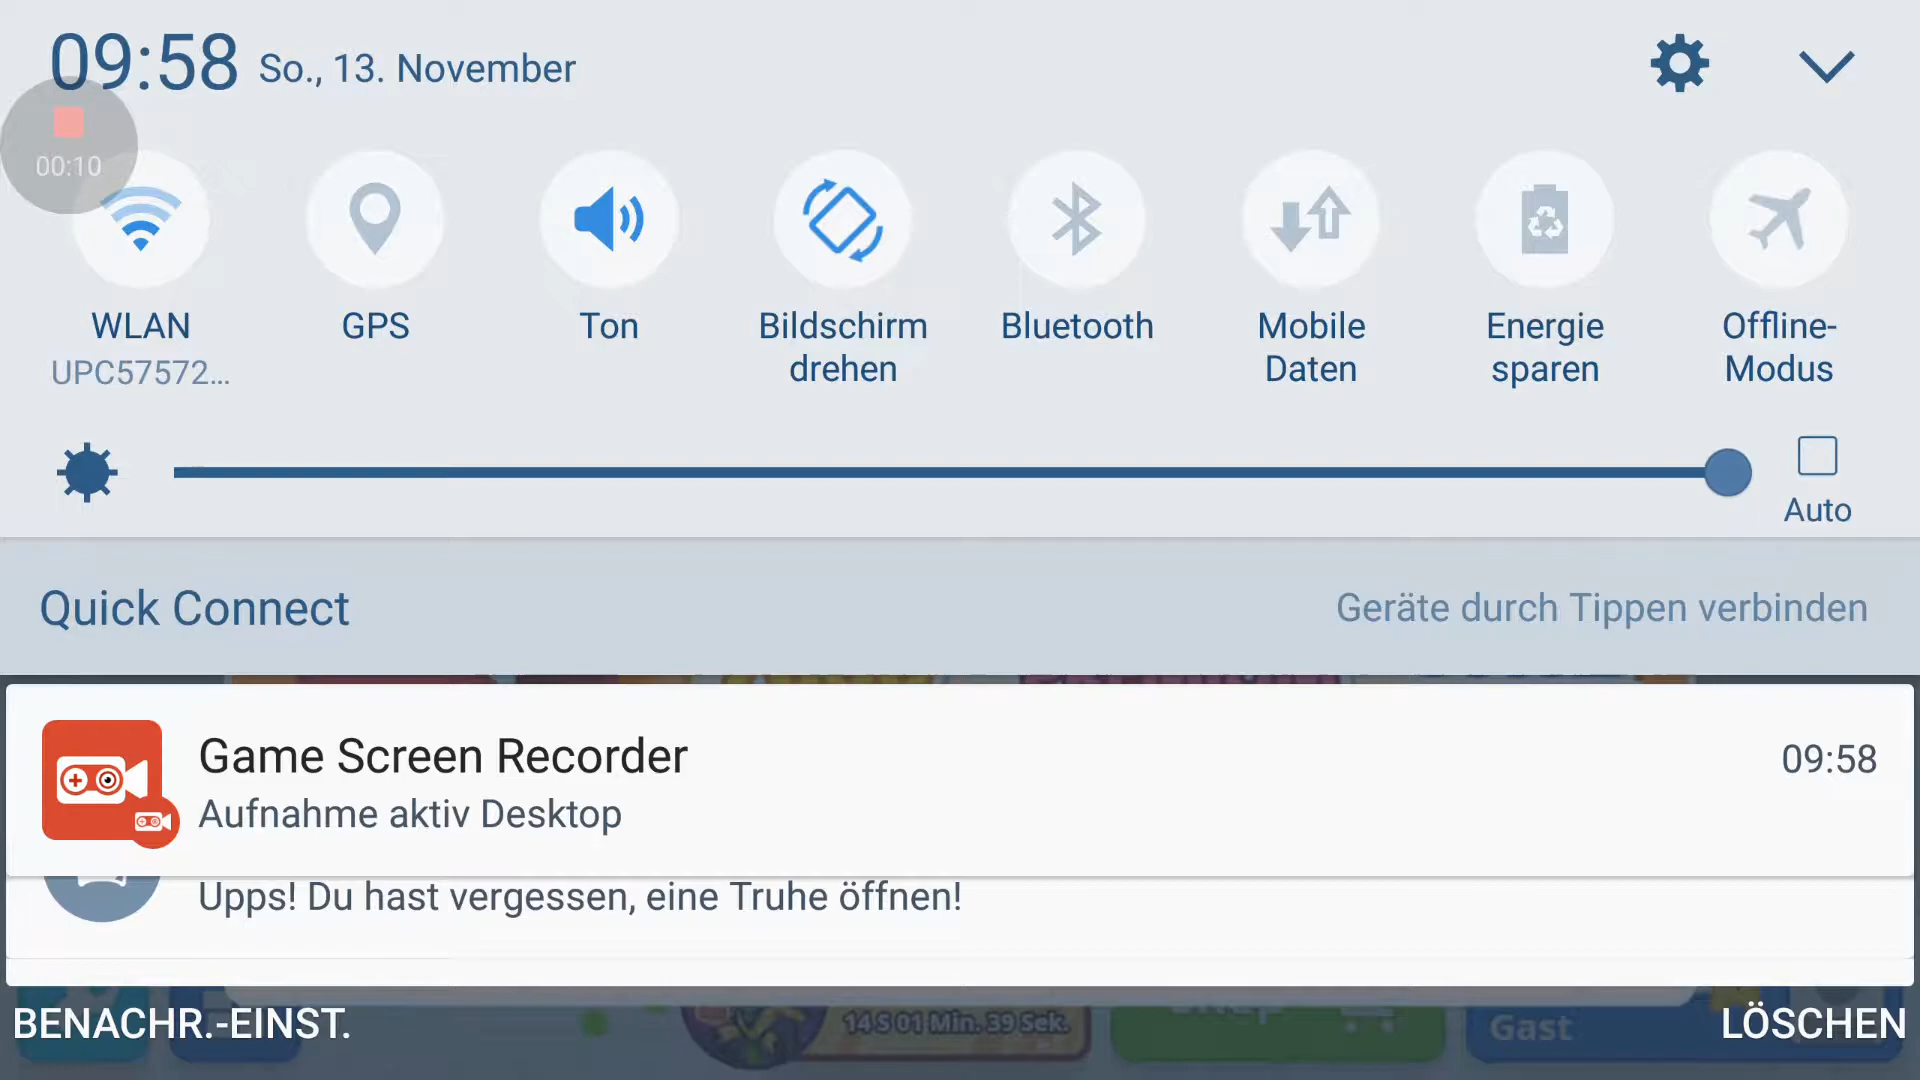 09:58 So., 13. November
00:10
WLAN
UPC57572...
GPS
Ton
Bildschirm
drehen
Bluetooth
Mobile
Daten
Energie
sparen
Offline-
Modus
Auto
Quick Connect
Geräte durch Tippen verbinden
Game Screen Recorder
09:58
Aufnahme aktiv Desktop
Upps! Du hast vergessen, eine Truhe öffnen!
BENACHR.-EINST.
14 S 01 Min. 39 Sek.
Gast
LÖSCHEN